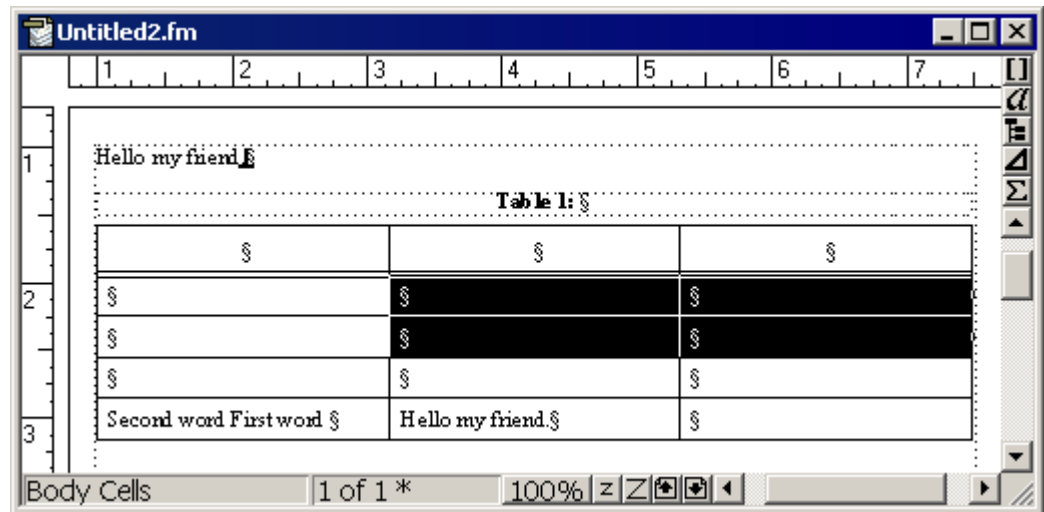 Untitled2.fm
1 2 3 4 5 6 7
1
Hello my friend.§
Table 1: §
§ § §
2
§ § §
§ § §
§ § §
Second word First word § Hello my friend.§ §
3
Body Cells 1 of 1 * 100% z Z